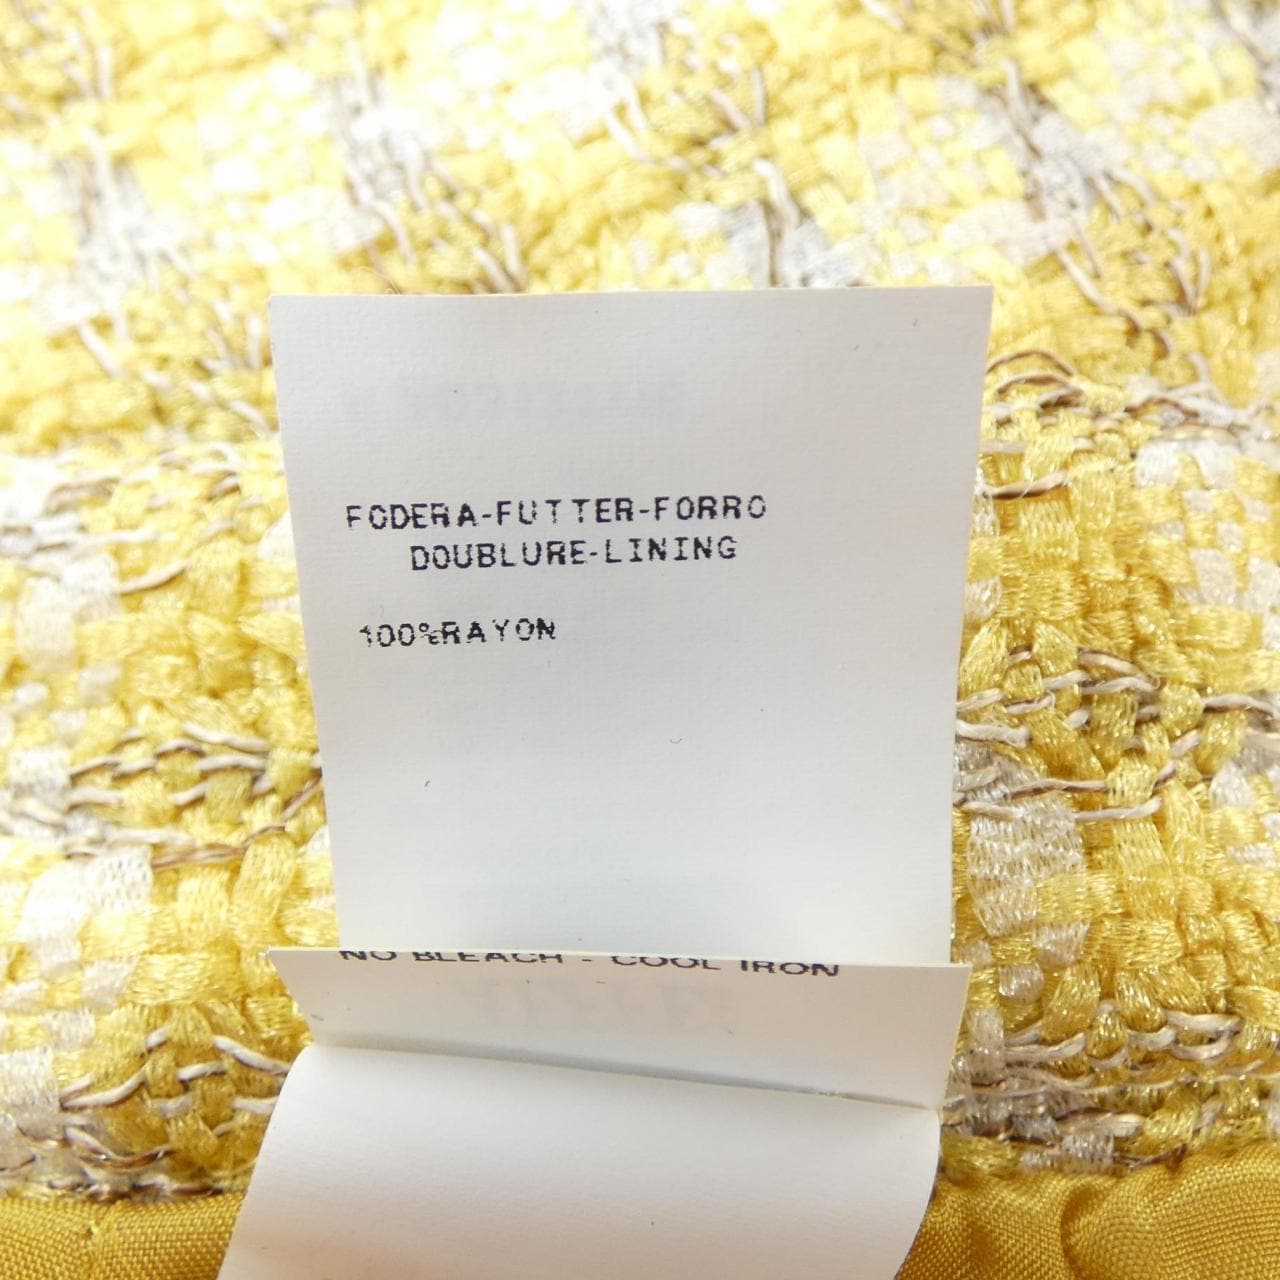 FODERA-FUTTER-FORRO
DOUBLURE-LINING
100%RAYON
NO BLEACH - COOL IRON